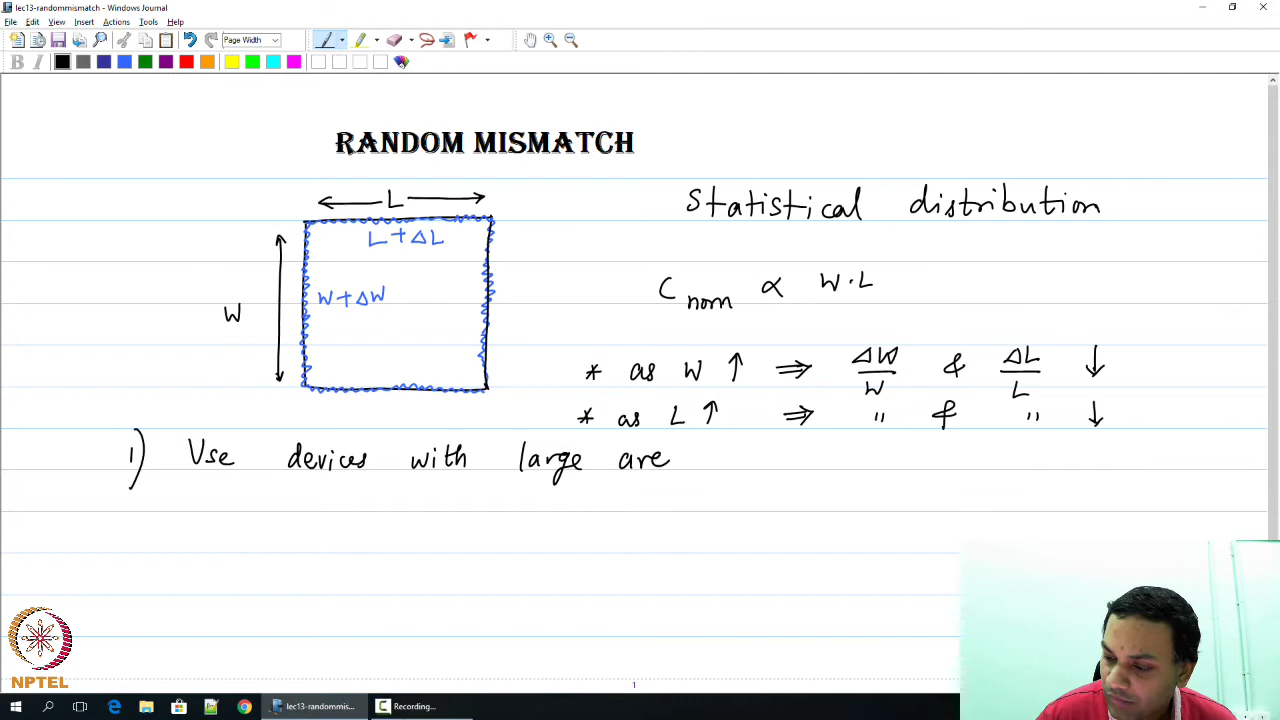 lec13-randommismatch - Windows Journal
File Edit View Insert Actions Tools Help
Page Width
B I
RANDOM MISMATCH
L
Statistical distribution
L + ΔL
W + ΔW
W
C nom ∝ W.L
* as W ↑ ⇒ ΔW/W & ΔL/L ↓
* as L ↑ ⇒ " & " ↓
1) Use devices with large are
NPTEL
1
lec13-randommis...
Recording...